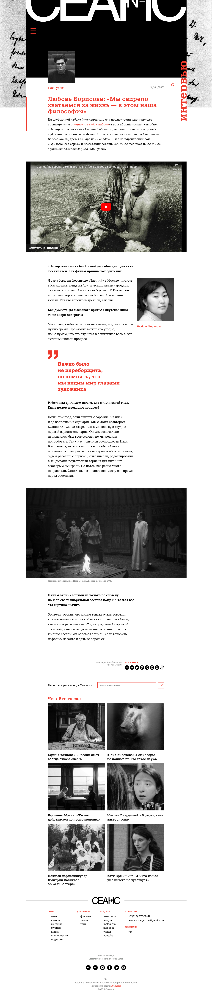 СЕАНС
№
интервью
Ная Гусева
19 / 01 / 2023
Любовь Борисова: «Мы свирепо
хватаемся за жизнь — в этом наша
философия»
На следующей неделе (москвичи смогут посмотреть картину уже
20 января — на спецпоказе в «Октябре») в российский прокат выходит
«Не хороните меня без Ивана» Любови Борисовой — история о дружбе
художника и этнографа Ивана Попова с якутским батраком Степаном
Бересековым, время от времени впадающим в летаргический сон.
О фильме, его героях и нежелании делать «обычное фестивальное кино»
с режиссером поговорила Ная Гусева.
Трейлер "Не хороните меня без Ивана" (реж. Любовь Борисова) - с 22 января
Посмотреть на YouTube
«Не хороните меня без Ивана» уже объездил десятки
фестивалей. Как фильм принимают зрители?
Я сама была на фестивале «Зимний» в Москве и потом
в Казахстане, а еще на Арктическом международном
фестивале «Золотой ворон» на Чукотке. В Казахстане
встретили хорошо: зал был небольшой, половина
якутян. Так что хорошо встретили, как еще.
Любовь Борисова
Как думаете, до массового зрителя якутское кино
тоже скоро доберется?
Мы хотим, чтобы оно стало массовым, но для этого еще
нужно время. Произойти может что угодно,
но не думаю, что это случится в ближайшее время. Это
активный живой процесс.
Важно было
не переборщить,
но помнить, что
мы видим мир глазами
художника
Работа над фильмом велась два с половиной года.
Как в целом проходил процесс?
Почти три года, если считать с зарождения идеи
и до воплощения сценария. Мы с моим соавтором
Юлией Клименко отправили в московскую студию
первый вариант сценария. Он мне изначально
не нравился, был громоздким, но мы решили
попробовать. Так у нас появился со-продюсер Иван
Болотников, мы все вместе нашли общий язык
и решили, что вторая часть сценария вообще не нужна,
будем работать с первой. Долго писали, редактировали,
выкидывали, подготовили вариант для питчинга,
с которым выиграли. Но потом все равно много
исправляли. Финальный вариант появился у нас прямо
перед съемками.
«Не хороните меня без Ивана». Реж. Любовь Борисова. 2022
Фильм очень светлый не только по смыслу,
но и по своей визуальной составляющей. Что для вас
эта картина значит?
Зрители говорят, что фильм вышел очень вовремя,
в такие темные времена. Мне кажется неслучайным,
что премьера выпала на 22 декабря, самый короткий
световой день в году, день зимнего солнцестояния.
Именно светом мы боремся с тьмой, если говорить
пафосно. Давайте и дальше бороться.
дата первой публикации
19 / 01 / 2023
поделиться
Получать рассылку «Сеанса»
электронная почта
Читайте также
Юрий Стоянов: «В России смех
всегда сквозь слезы»
Юлия Киселева: «Режиссеры
не понимают, что такое наука»
Доминик Молль: «Жизнь
действительно несправедлива»
Никита Лаврецкий: «В отсутствии
альтернатив»
Полный перпендикуляр —
Дмитрий Васильев
об «АлиВастере»
Катя Ермишина: «Никто из нас
уже ничего не чувствует»
СЕАНС №
сеанс
о нас
авторы
магазин
журнал
книги
спецпроекты
подкасты
указатели
фильмы
имена
тэги
соцсети
вконтакте
telegram
instagram
facebook
twitter
youtube
контакты
+7 (812) 237-08-42
seance.magazine@gmail.com
рассылка
rss
Нашли ошибку?
Выделите ее и нажмите Ctrl+Enter
18+
правила пользования и политики конфиденциальности
Разработка сайта: 101media
2023 © Seance